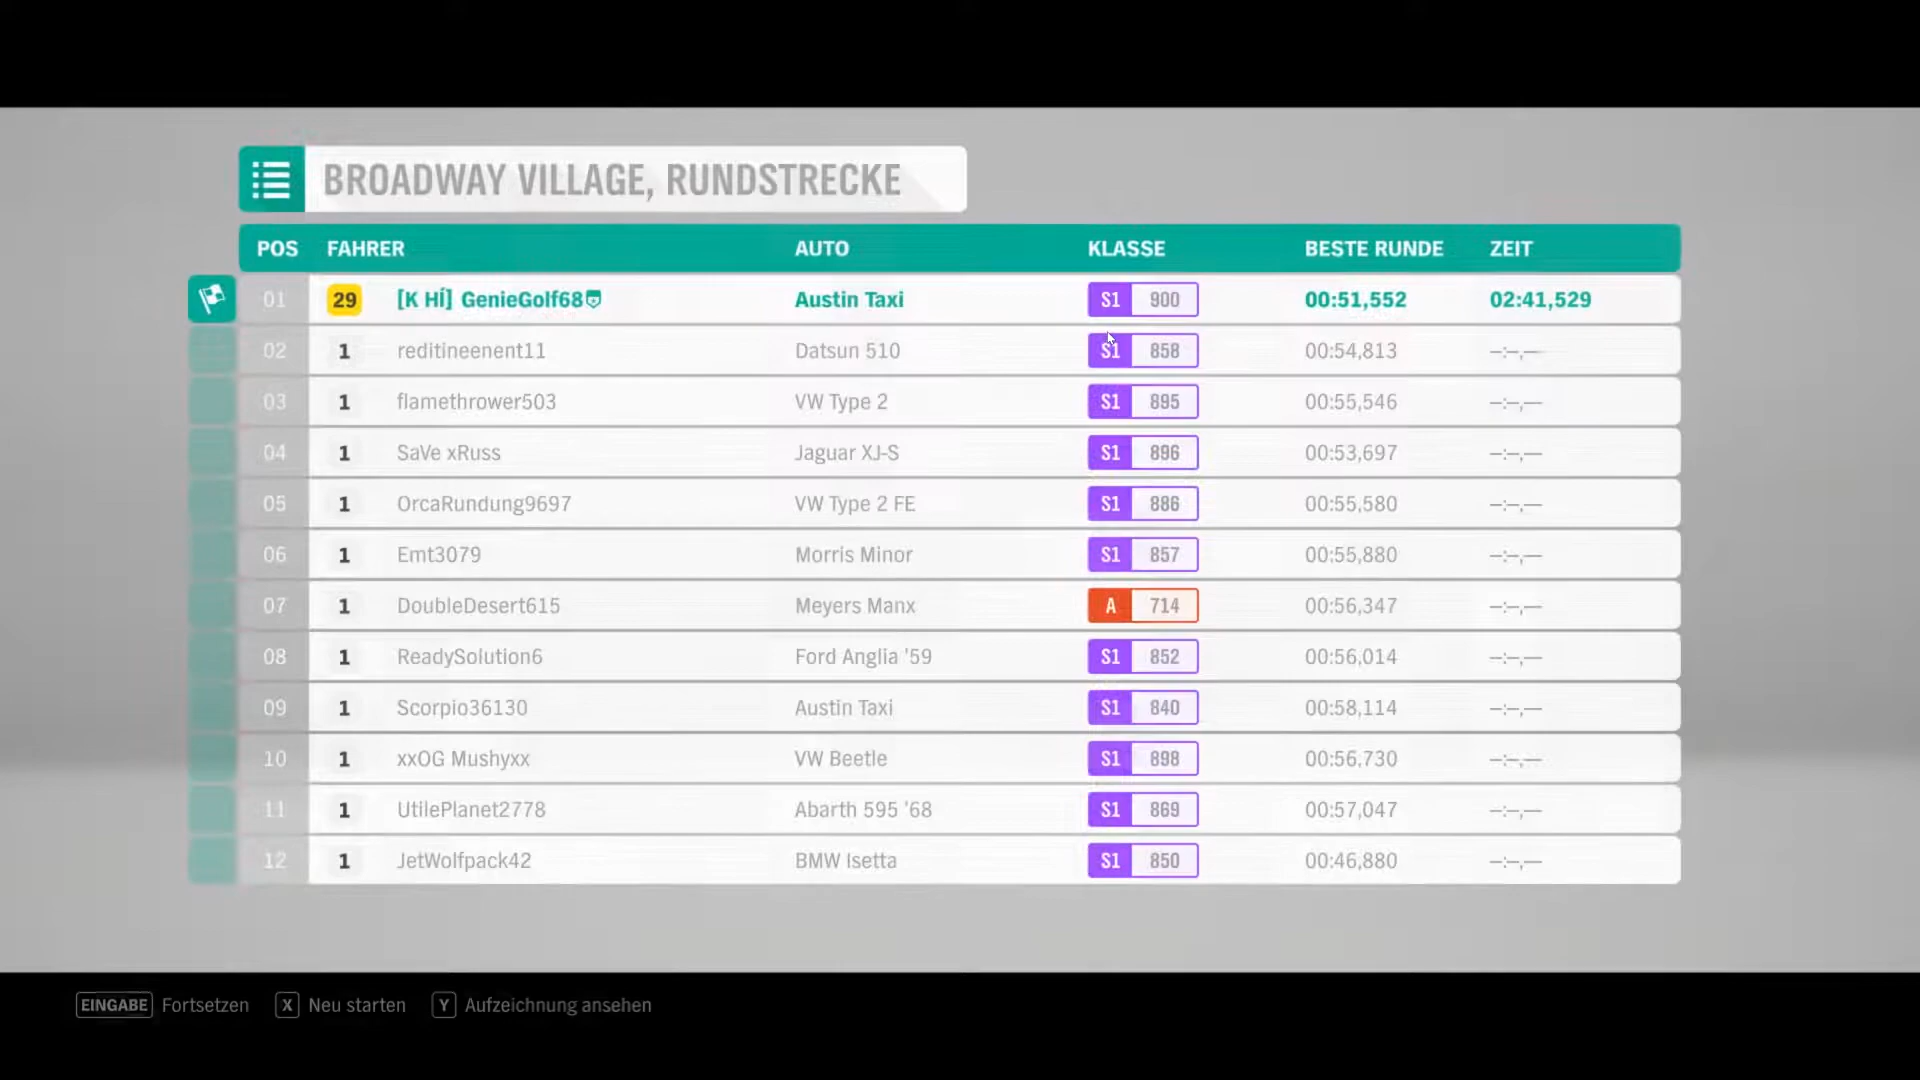 BROADWAY VILLAGE, RUNDSTRECKE
POS FAHRER AUTO KLASSE BESTE RUNDE ZEIT
01 29 [K HÍ] GenieGolf68 Austin Taxi S1 900 00:51,552 02:41,529
02 1 reditineenent11 Datsun 510 S1 858 00:54,813 --:--,---
03 1 flamethrower503 VW Type 2 S1 895 00:55,546 --:--,---
04 1 SaVe xRuss Jaguar XJ-S S1 896 00:53,697 --:--,---
05 1 OrcaRundung9697 VW Type 2 FE S1 886 00:55,580 --:--,---
06 1 Emt3079 Morris Minor S1 857 00:55,880 --:--,---
07 1 DoubleDesert615 Meyers Manx A 714 00:56,347 --:--,---
08 1 ReadySolution6 Ford Anglia '59 S1 852 00:56,014 --:--,---
09 1 Scorpio36130 Austin Taxi S1 840 00:58,114 --:--,---
10 1 xxOG Mushyxx VW Beetle S1 898 00:56,730 --:--,---
11 1 UtilePlanet2778 Abarth 595 '68 S1 869 00:57,047 --:--,---
12 1 JetWolfpack42 BMW Isetta S1 850 00:46,880 --:--,---
EINGABE Fortsetzen X Neu starten Y Aufzeichnung ansehen